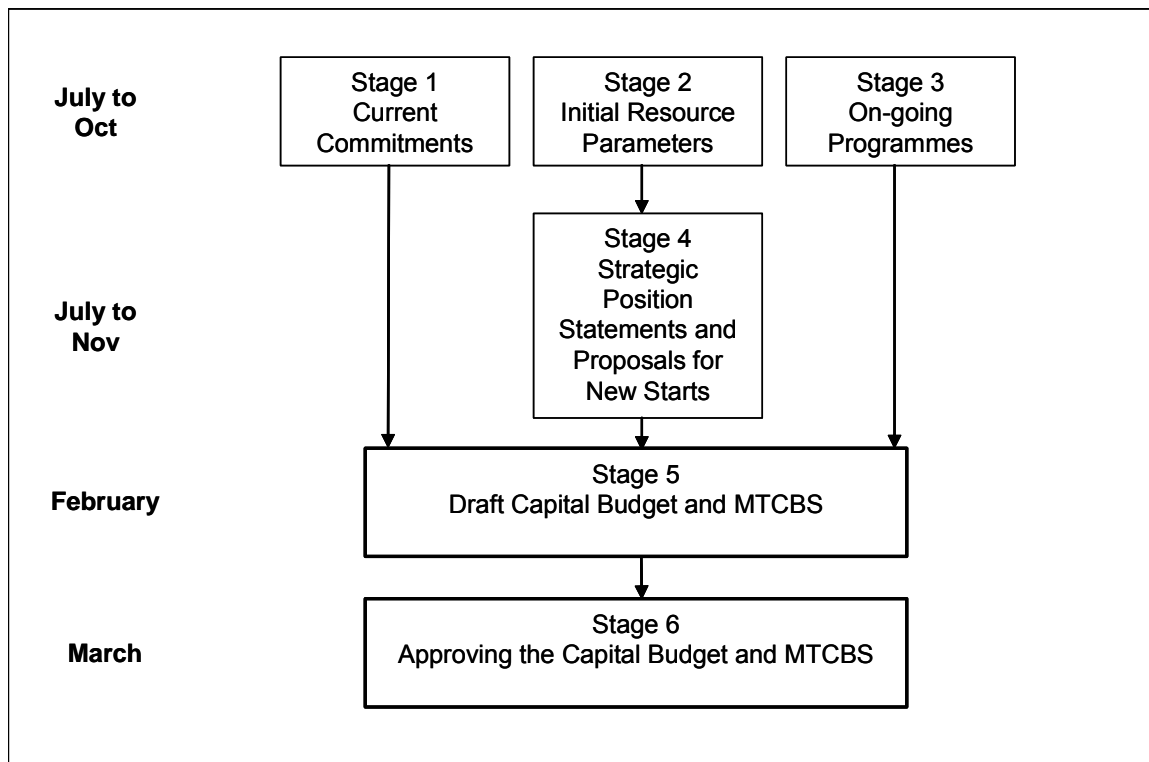 July to
Oct
Stage 1
Current
Commitments
Stage 2
Initial Resource
Parameters
Stage 3
On-going
Programmes
July to
Nov
Stage 4
Strategic
Position
Statements and
Proposals for
New Starts
February
Stage 5
Draft Capital Budget and MTCBS
March
Stage 6
Approving the Capital Budget and MTCBS